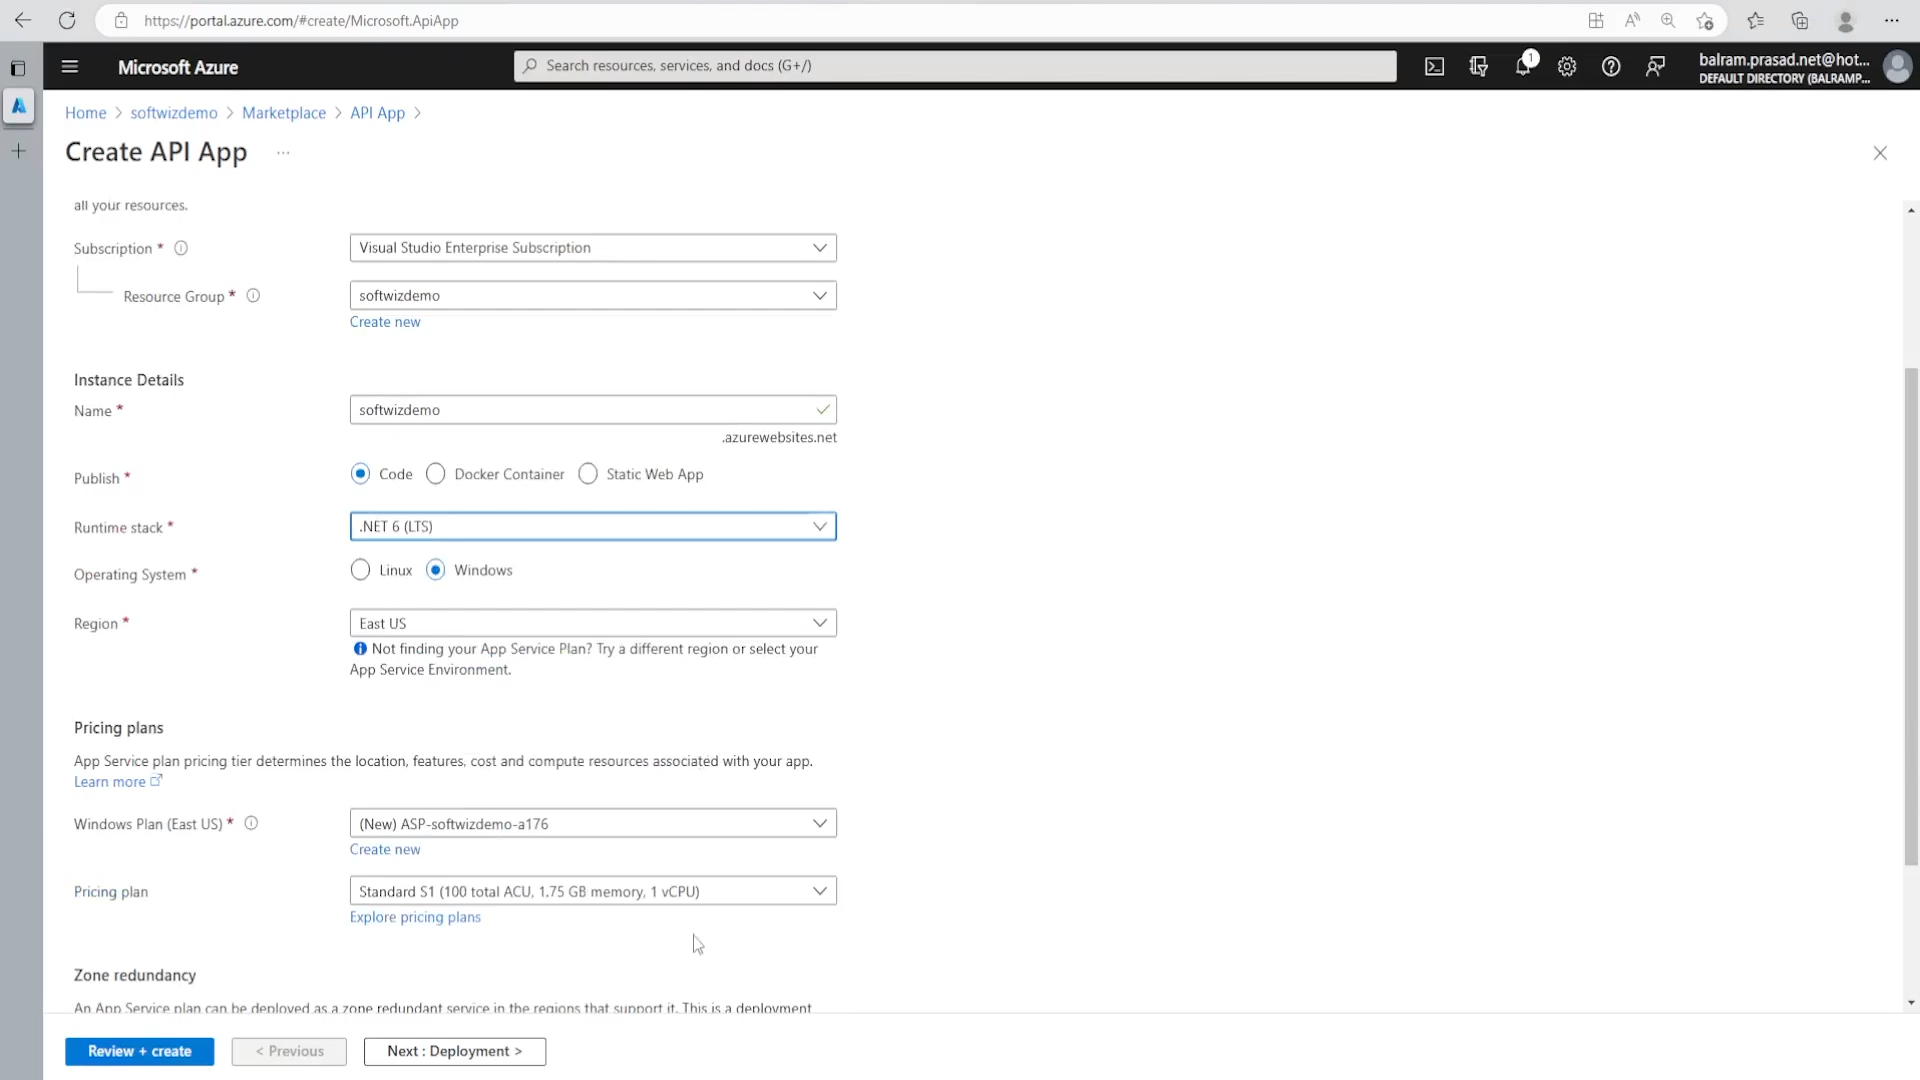 https://portal.azure.com/#create/Microsoft.ApiApp
Microsoft Azure
Search resources, services, and docs (G+/)
1
balram.prasad.net@hot...
DEFAULT DIRECTORY (BALRAMP...
Home > softwizdemo > Marketplace > API App >
Create API App ...
all your resources.
Subscription *
Visual Studio Enterprise Subscription
Resource Group *
softwizdemo
Create new
Instance Details
Name *
softwizdemo
.azurewebsites.net
Publish *
Code
Docker Container
Static Web App
Runtime stack *
.NET 6 (LTS)
Operating System *
Linux
Windows
Region *
East US
Not finding your App Service Plan? Try a different region or select your
App Service Environment.
Pricing plans
App Service plan pricing tier determines the location, features, cost and compute resources associated with your app.
Learn more
Windows Plan (East US) *
(New) ASP-softwizdemo-a176
Create new
Pricing plan
Standard S1 (100 total ACU, 1.75 GB memory, 1 vCPU)
Explore pricing plans
Zone redundancy
An App Service plan can be deployed as a zone redundant service in the regions that support it. This is a deployment
Review + create
< Previous
Next : Deployment >